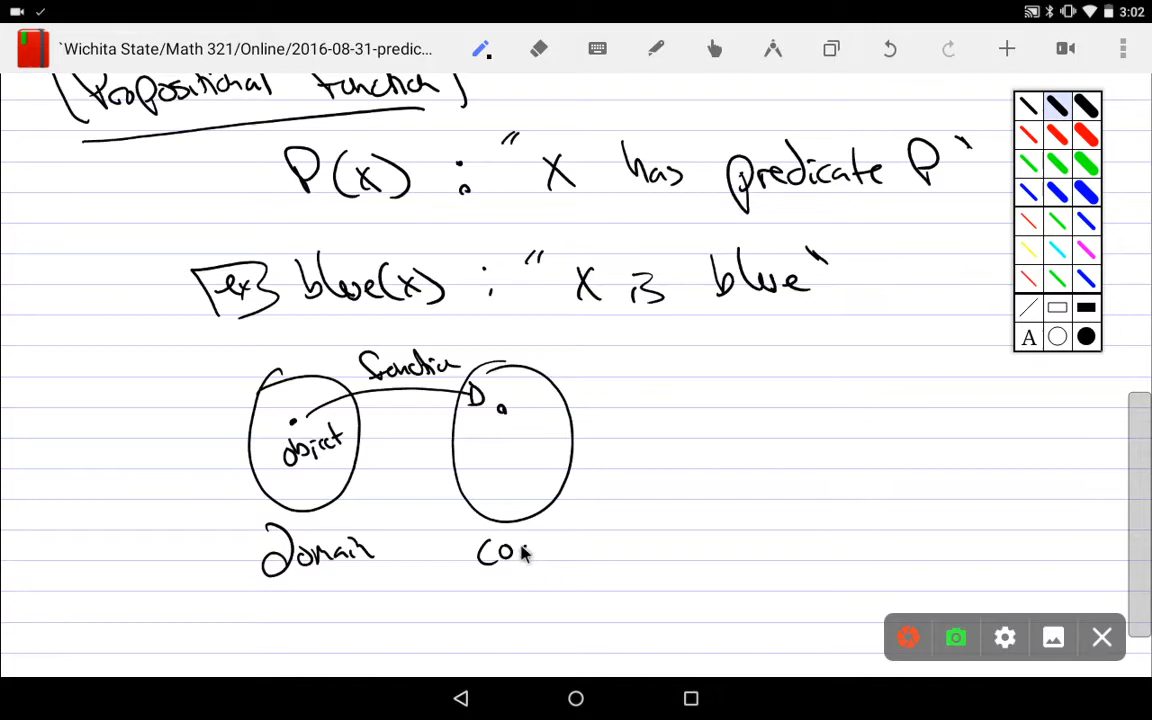 3:02
`Wichita State/Math 321/Online/2016-08-31-predic...
(Propositional Function)
P(x) : "x has predicate P"
ex blue(x) : "x is blue"
function
object
Domain
Co
A